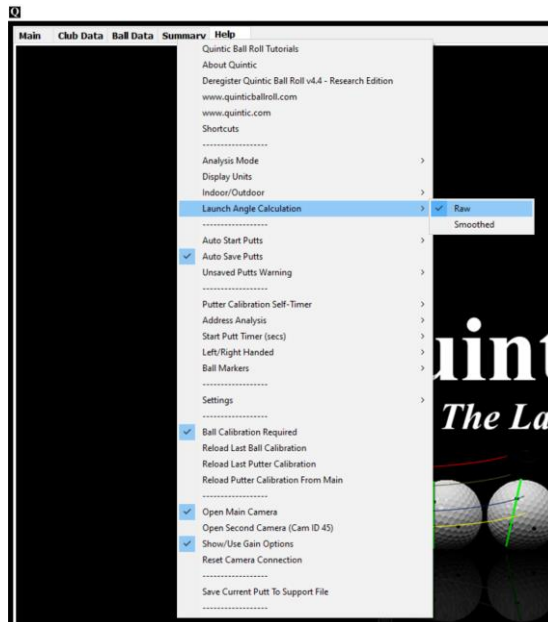 Q
Main Club Data Ball Data Summary Help
Quintic Ball Roll Tutorials
About Quintic
Deregister Quintic Ball Roll v4.4 - Research Edition
www.quinticballroll.com
www.quintic.com
Shortcuts
------------------
Analysis Mode >
Display Units
Indoor/Outdoor >
Launch Angle Calculation >
Raw
Smoothed
------------------
Auto Start Putts >
Auto Save Putts
Unsaved Putts Warning >
------------------
Putter Calibration Self-Timer >
Address Analysis >
Start Putt Timer (secs) >
Left/Right Handed >
Ball Markers >
------------------
Settings >
------------------
Ball Calibration Required
Reload Last Ball Calibration
Reload Last Putter Calibration
Reload Putter Calibration From Main
------------------
Open Main Camera
Open Second Camera (Cam ID 45)
Show/Use Gain Options
Reset Camera Connection
------------------
Save Current Putt To Support File
------------------
uint
The La